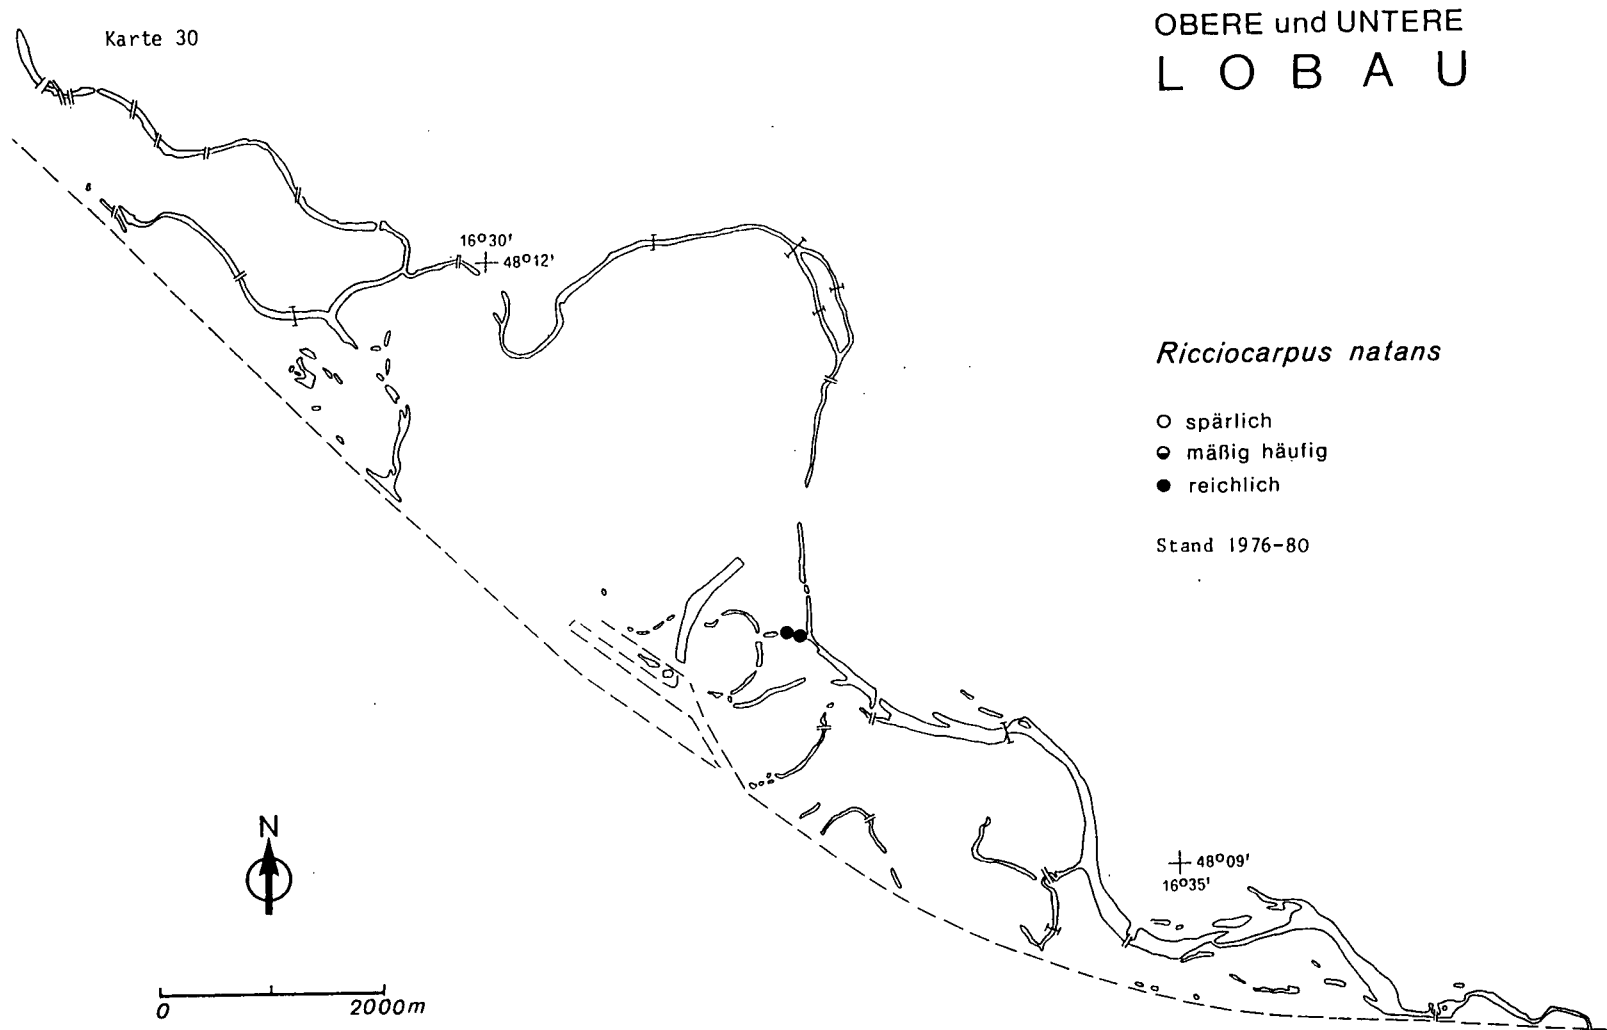 Karte 30
OBERE und UNTERE
LOBAU
16°30'
48°12'
Ricciocarpus natans
spärlich
mäßig häufig
reichlich
Stand 1976-80
N
48°09'
16°35'
0 2000m